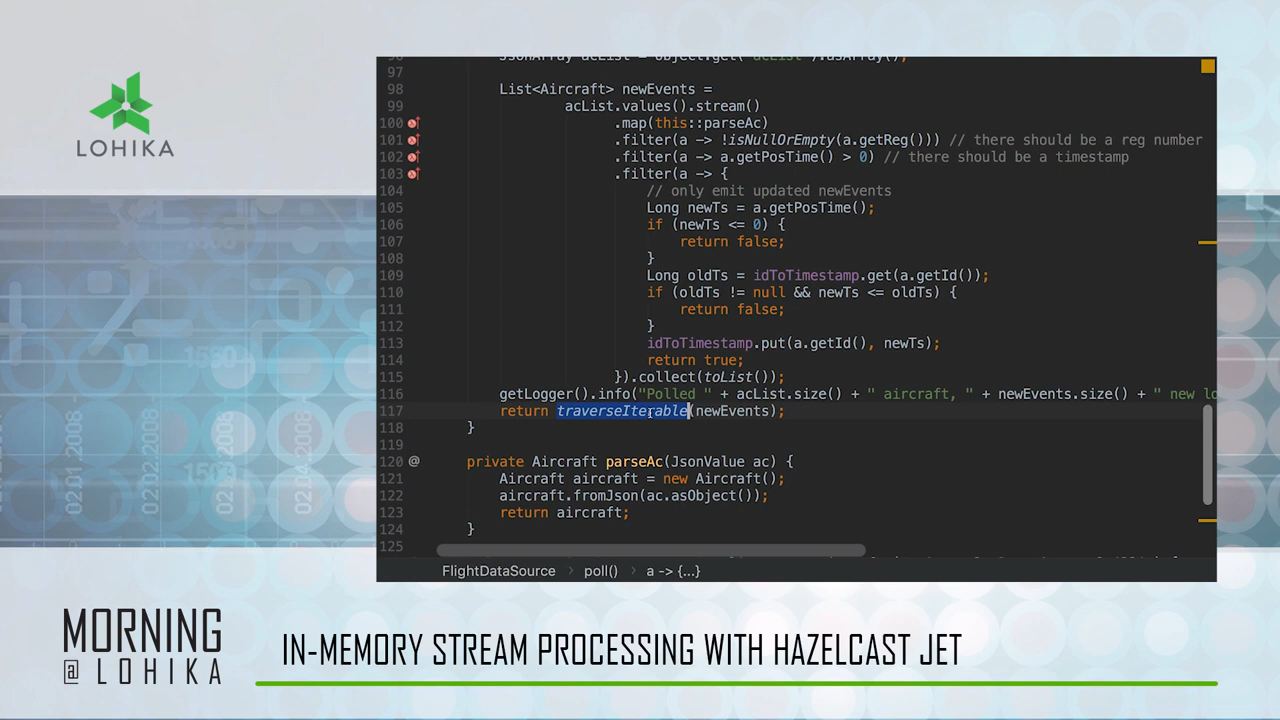 LOHIKA
97
98 List<Aircraft> newEvents =
99 acList.values().stream()
100 .map(this::parseAc)
101 .filter(a -> !isNullOrEmpty(a.getReg())) // there should be a reg number
102 .filter(a -> a.getPosTime() > 0) // there should be a timestamp
103 .filter(a -> {
104 // only emit updated newEvents
105 Long newTs = a.getPosTime();
106 if (newTs <= 0) {
107 return false;
108 }
109 Long oldTs = idToTimestamp.get(a.getId());
110 if (oldTs != null && newTs <= oldTs) {
111 return false;
112 }
113 idToTimestamp.put(a.getId(), newTs);
114 return true;
115 }).collect(toList());
116 getLogger().info("Polled " + acList.size() + " aircraft, " + newEvents.size() + " new lo
117 return traverseIterable(newEvents);
118 }
119
120 @ private Aircraft parseAc(JsonValue ac) {
121 Aircraft aircraft = new Aircraft();
122 aircraft.fromJson(ac.asObject());
123 return aircraft;
124 }
125
FlightDataSource > poll() > a -> {...}
MORNING
@ LOHIKA
IN-MEMORY STREAM PROCESSING WITH HAZELCAST JET